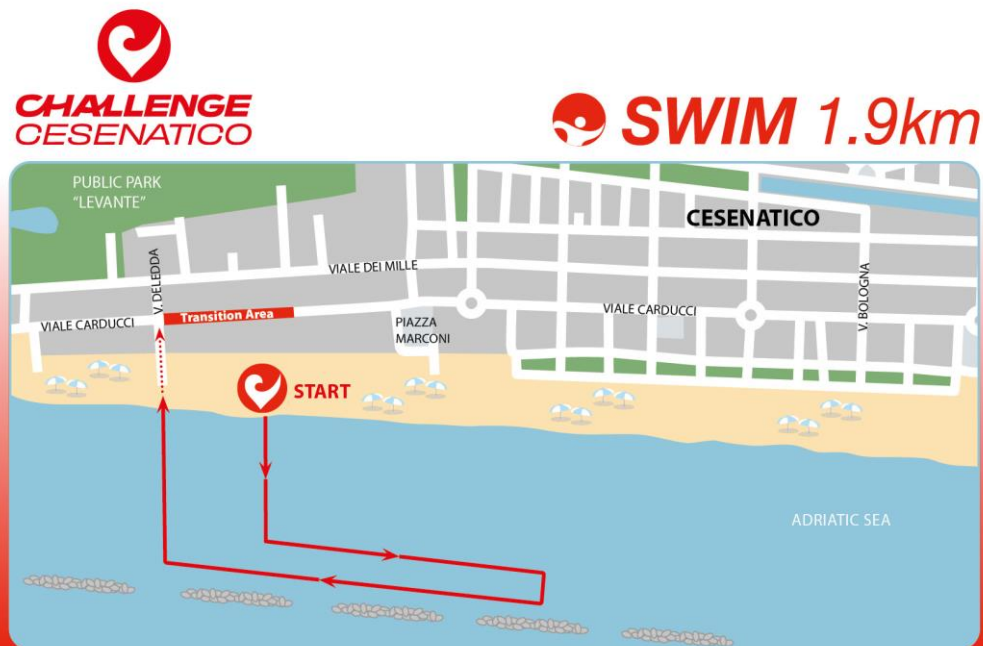 CHALLENGE
CESENATICO
SWIM 1.9km
PUBLIC PARK
"LEVANTE"
CESENATICO
V. DELEDDA
VIALE DEI MILLE
V. BOLOGNA
VIALE CARDUCCI
Transition Area
VIALE CARDUCCI
PIAZZA
MARCONI
START
ADRIATIC SEA